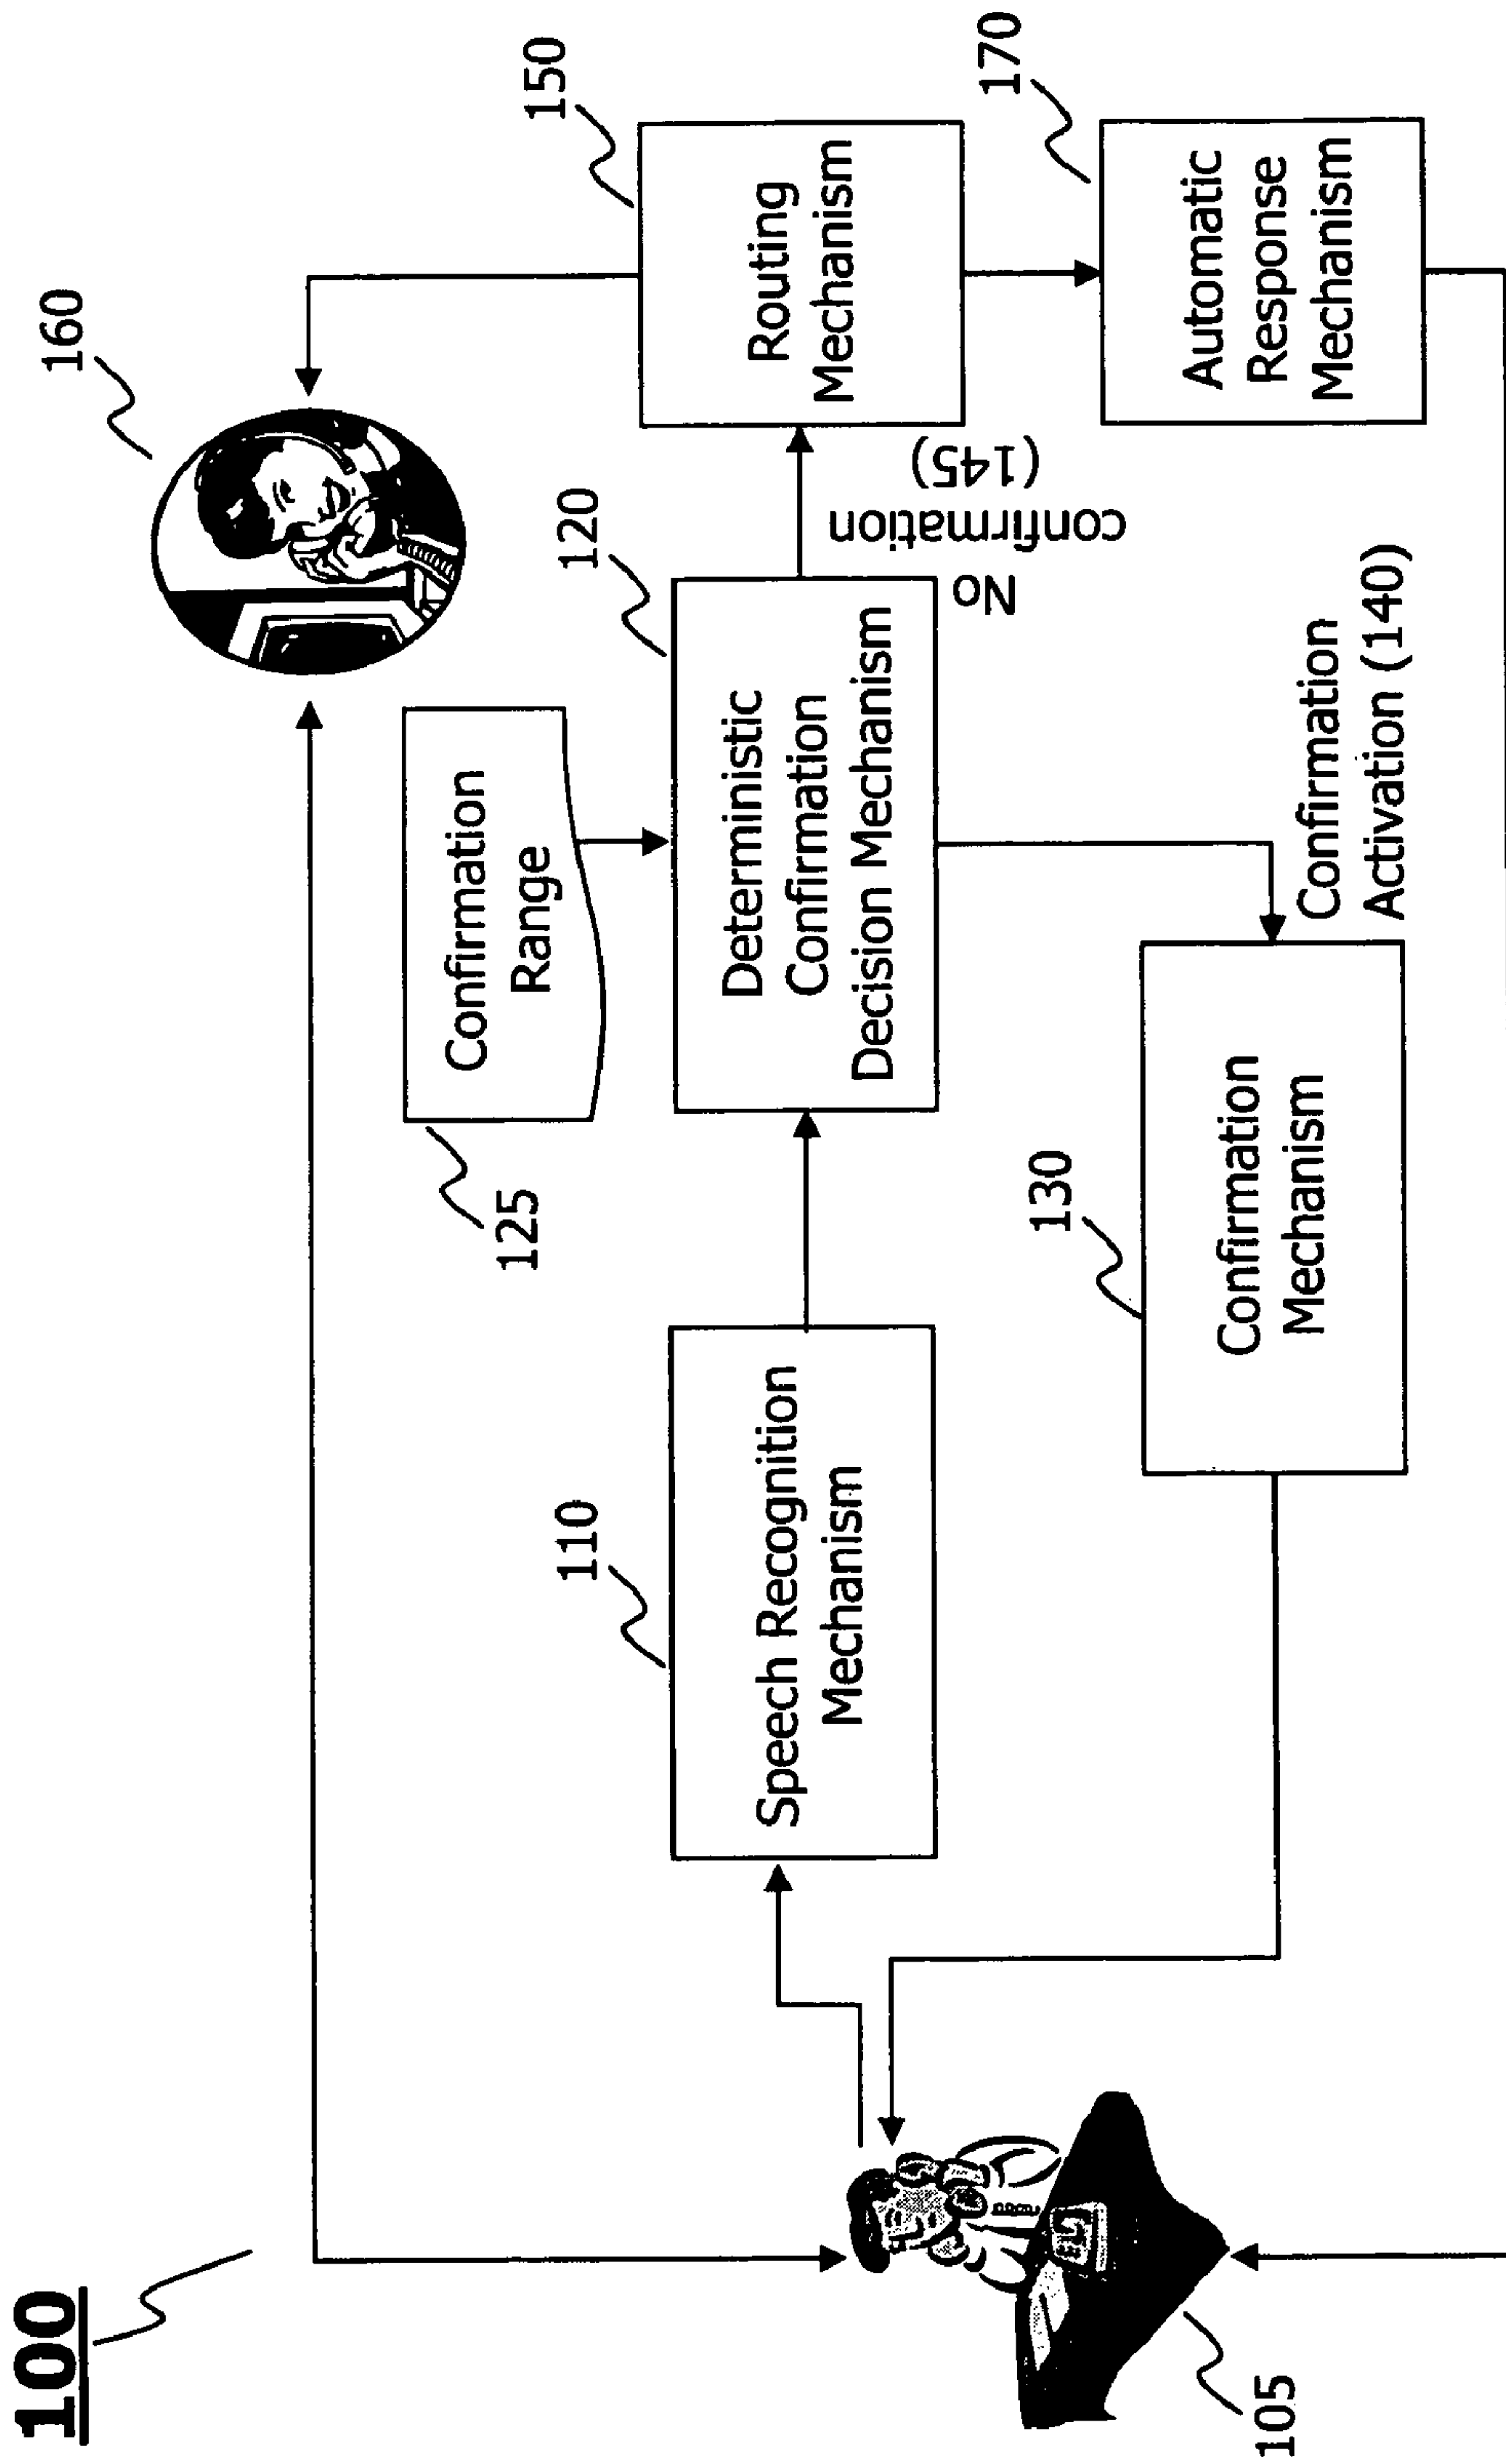 100
160
150
Routing
Mechanism
125
Confirmation
Range
120
110
Speech Recognition
Mechanism
Deterministic
Confirmation
Decision Mechanism
No
confirmation
(145)
170
Automatic
Response
Mechanism
130
Confirmation
Mechanism
Confirmation
Activation (140)
105